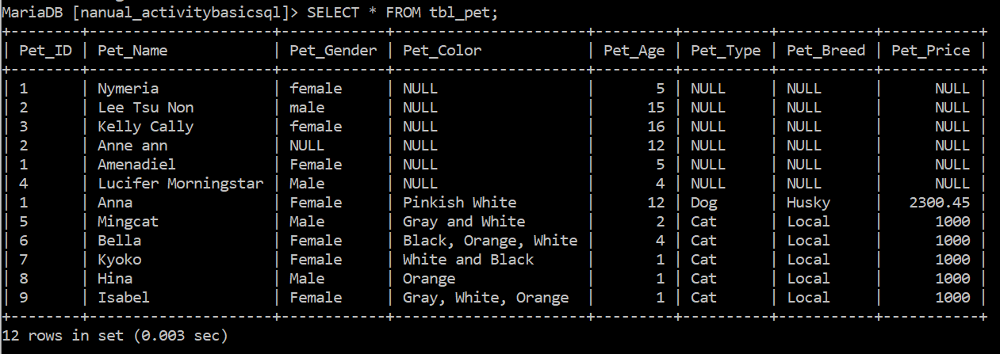 MariaDB [nanual_activitybasicsql]> SELECT * FROM tbl_pet;
+--------+---------------------+------------+----------------------+---------+----------+-----------+-----------+
| Pet_ID | Pet_Name            | Pet_Gender | Pet_Color            | Pet_Age | Pet_Type | Pet_Breed | Pet_Price |
+--------+---------------------+------------+----------------------+---------+----------+-----------+-----------+
| 1      | Nymeria             | female     | NULL                 |       5 | NULL     | NULL      |      NULL |
| 2      | Lee Tsu Non         | male       | NULL                 |      15 | NULL     | NULL      |      NULL |
| 3      | Kelly Cally         | female     | NULL                 |      16 | NULL     | NULL      |      NULL |
| 2      | Anne ann            | NULL       | NULL                 |      12 | NULL     | NULL      |      NULL |
| 1      | Amenadiel           | Female     | NULL                 |       5 | NULL     | NULL      |      NULL |
| 4      | Lucifer Morningstar | Male       | NULL                 |       4 | NULL     | NULL      |      NULL |
| 1      | Anna                | Female     | Pinkish White        |      12 | Dog      | Husky     |   2300.45 |
| 5      | Mingcat             | Male       | Gray and White       |       2 | Cat      | Local     |      1000 |
| 6      | Bella               | Female     | Black, Orange, White |       4 | Cat      | Local     |      1000 |
| 7      | Kyoko               | Female     | White and Black      |       1 | Cat      | Local     |      1000 |
| 8      | Hina                | Male       | Orange               |       1 | Cat      | Local     |      1000 |
| 9      | Isabel              | Female     | Gray, White, Orange  |       1 | Cat      | Local     |      1000 |
+--------+---------------------+------------+----------------------+---------+----------+-----------+-----------+
12 rows in set (0.003 sec)